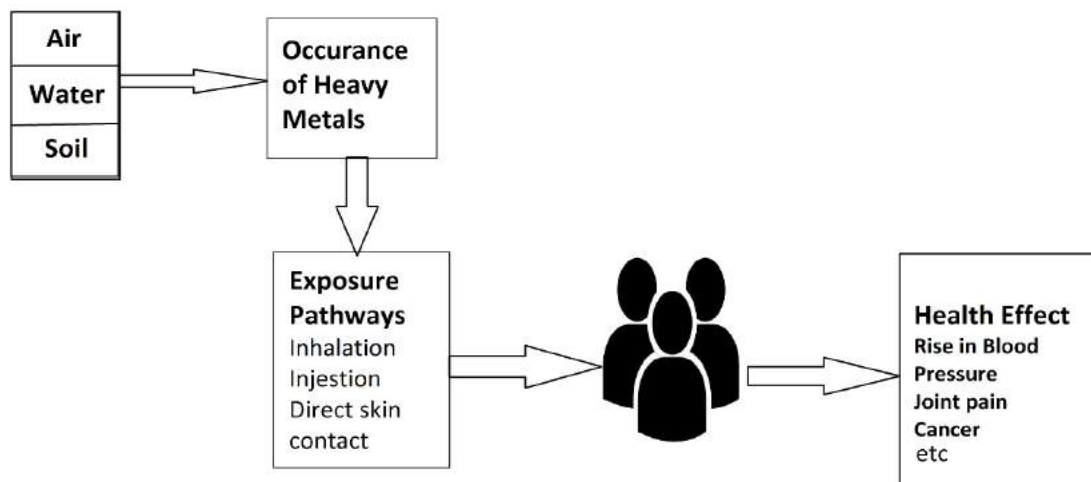 Air
Water
Soil
Occurance
of Heavy
Metals
Exposure
Pathways
Inhalation
Injestion
Direct skin
contact
Health Effect
Rise in Blood
Pressure
Joint pain
Cancer
etc